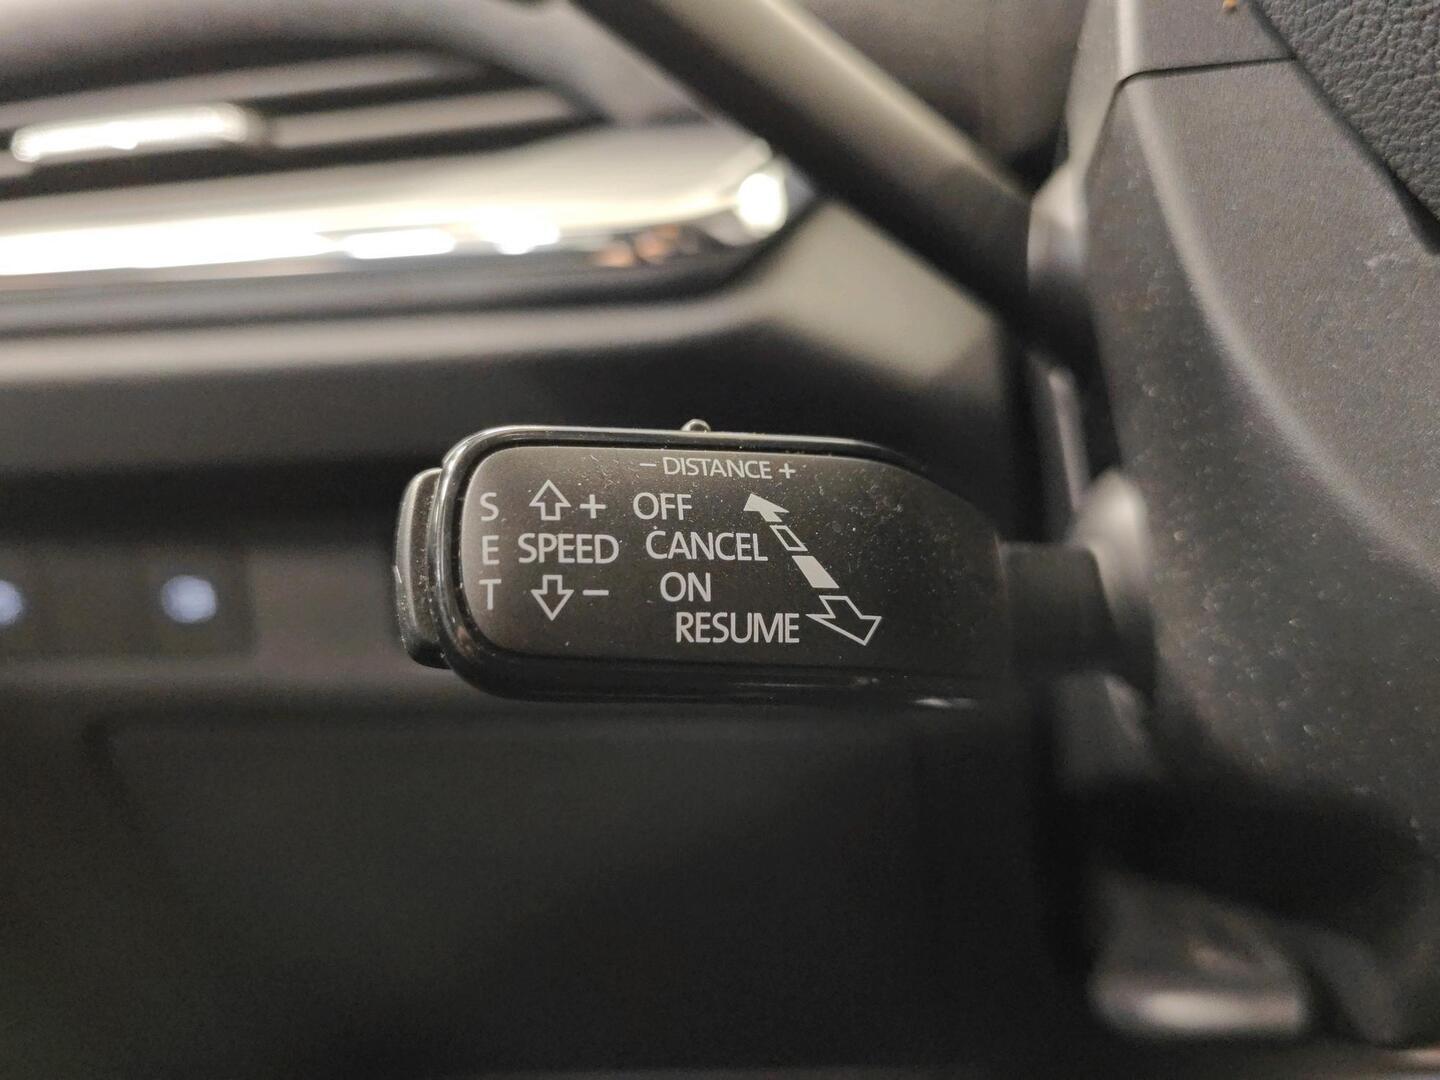 − DISTANCE +
S + OFF
E SPEED CANCEL
T − ON
RESUME